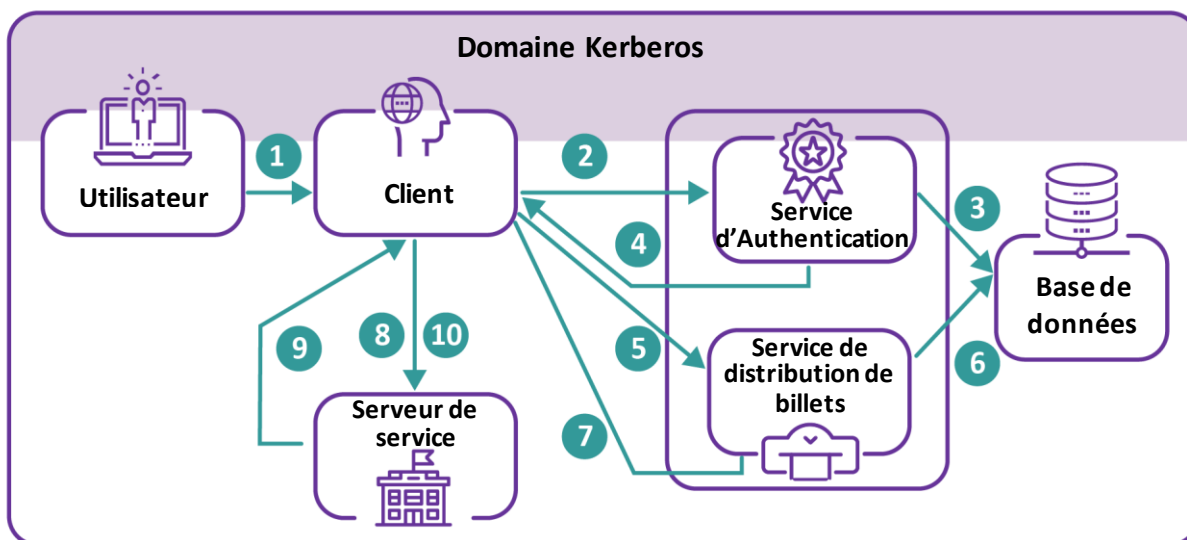 Domaine Kerberos
Utilisateur
1
Client
2
Service
d'Authentication
3
4
Base de
données
9
8
10
5
Service de
distribution de
billets
6
7
Serveur de
service